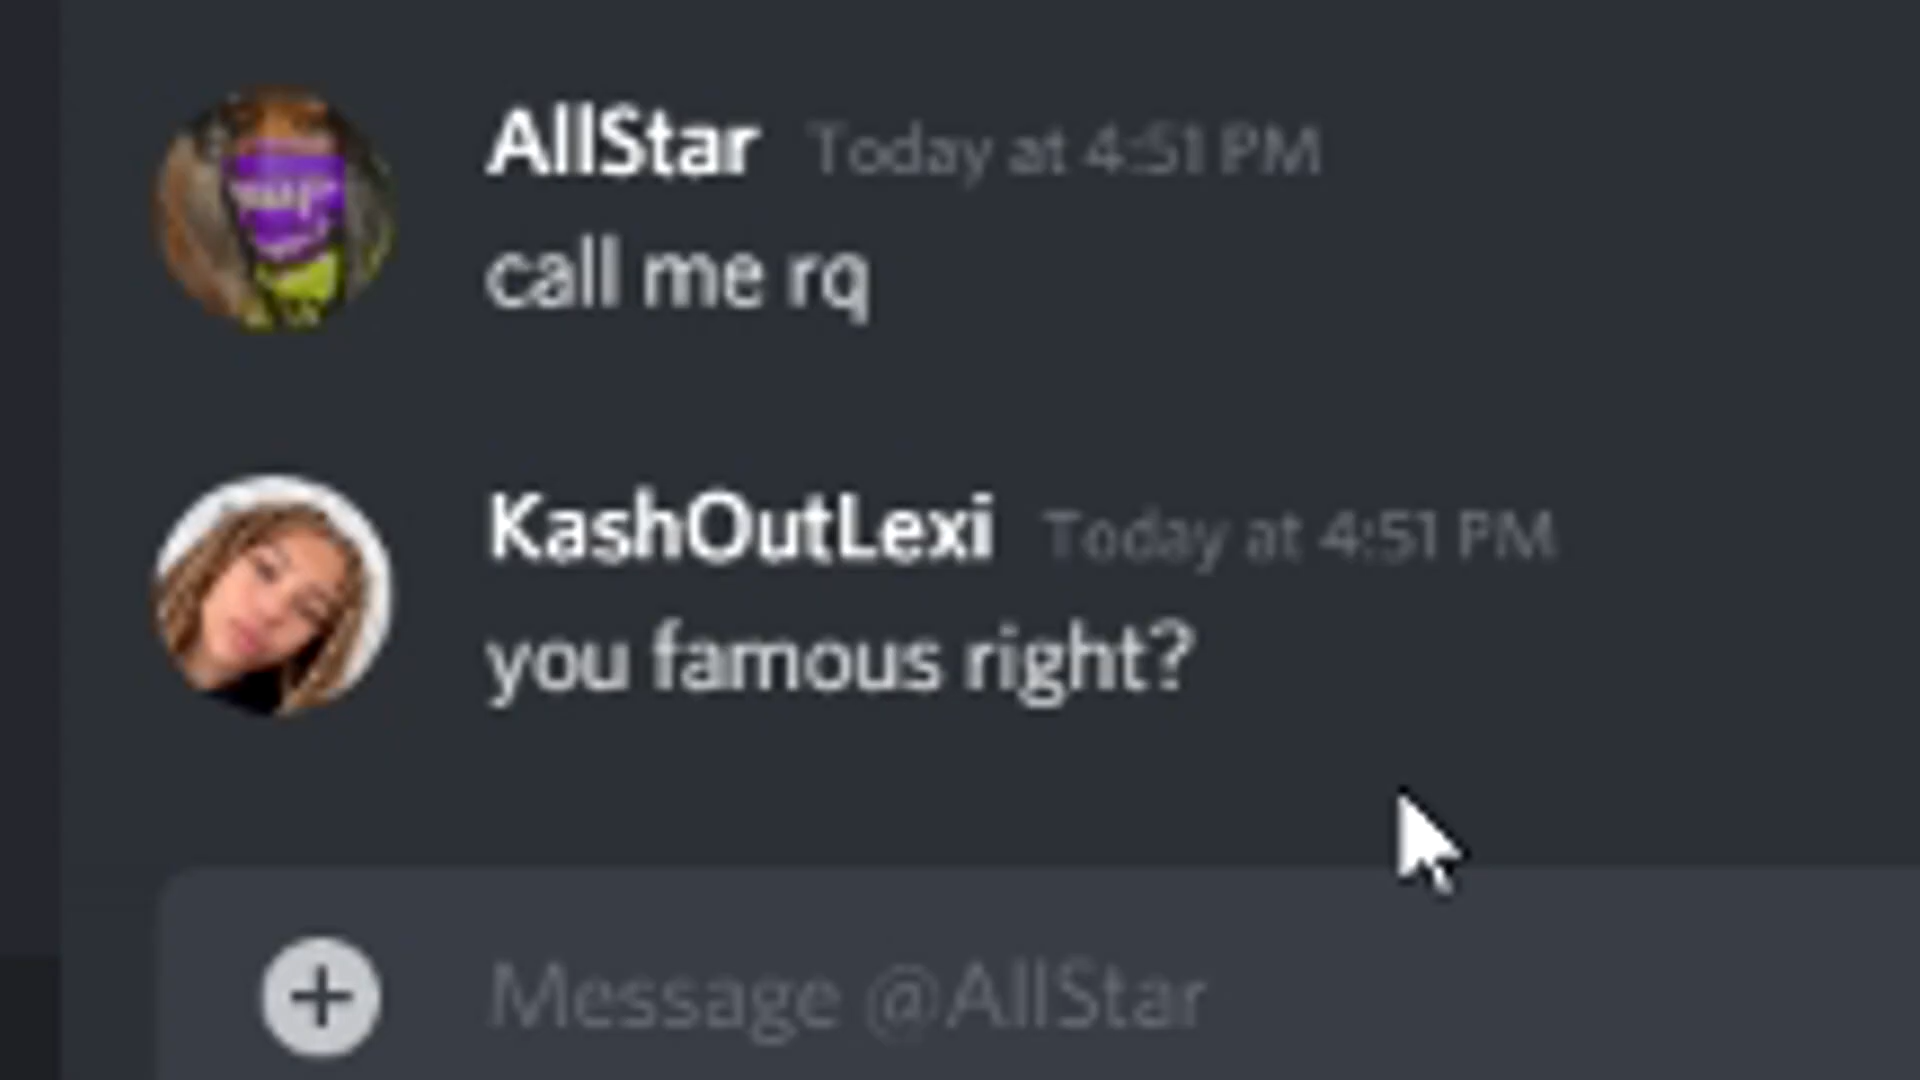 AllStar Today at 4:51 PM
call me rq
KashOutLexi Today at 4:51 PM
you famous right?
Message @AllStar